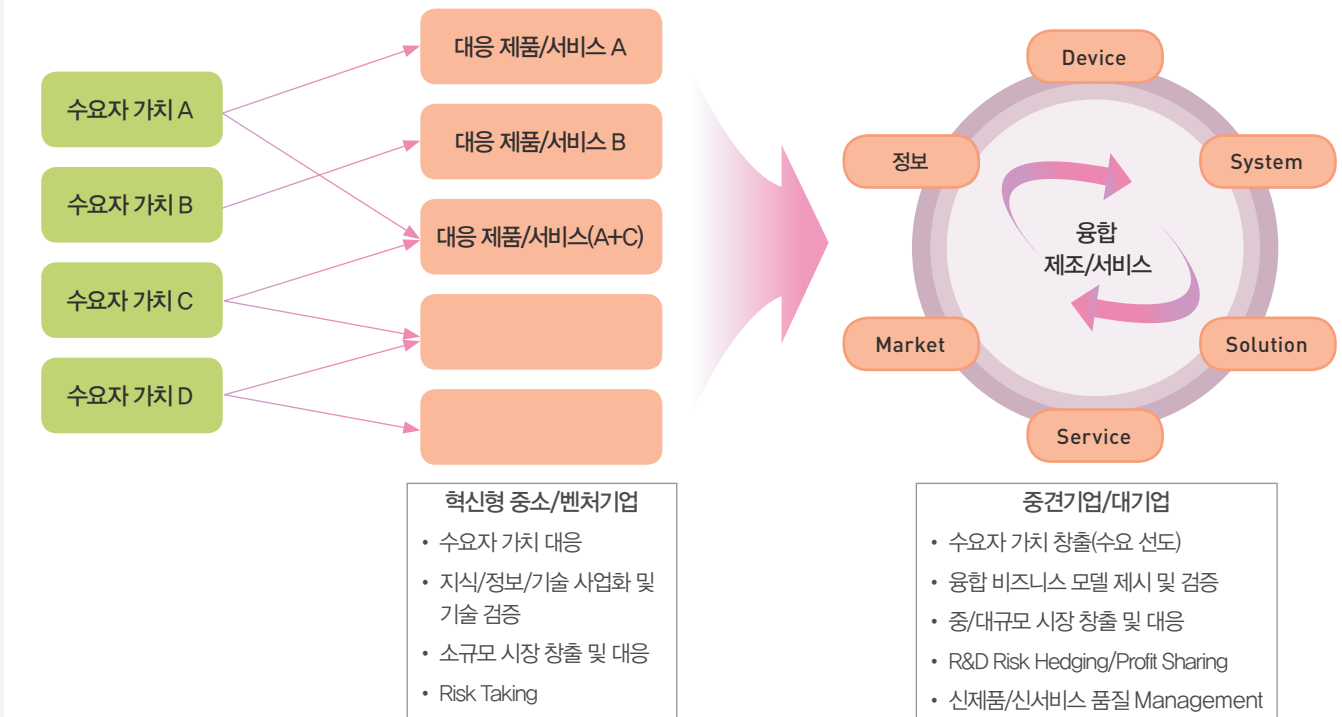 수요자 가치 A
수요자 가치 B
수요자 가치 C
수요자 가치 D
대응 제품/서비스 A
대응 제품/서비스 B
대응 제품/서비스(A+C)
Device
정보
System
융합
제조/서비스
Market
Solution
Service
혁신형 중소/벤처기업
• 수요자 가치 대응
• 지식/정보/기술 사업화 및
기술 검증
• 소규모 시장 창출 및 대응
• Risk Taking
중견기업/대기업
• 수요자 가치 창출(수요 선도)
• 융합 비즈니스 모델 제시 및 검증
• 중/대규모 시장 창출 및 대응
• R&D Risk Hedging/Profit Sharing
• 신제품/신서비스 품질 Management